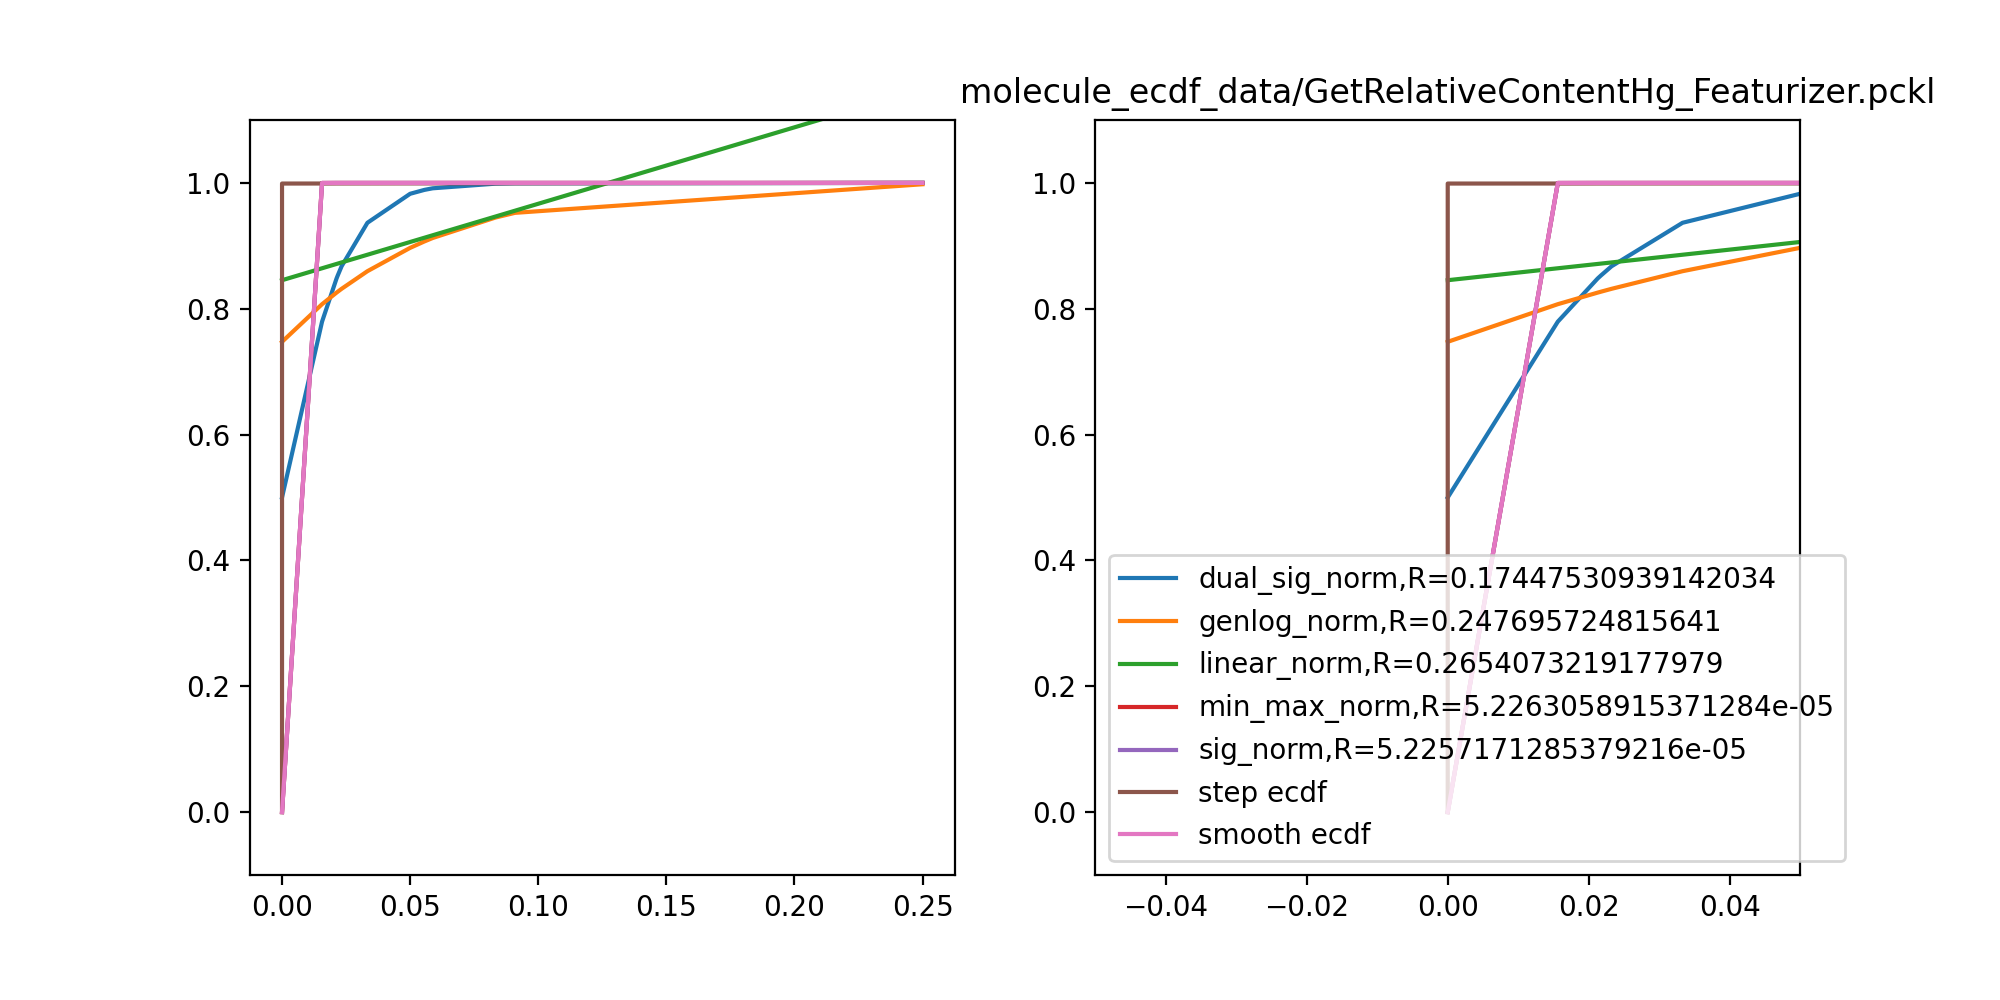 molecule_ecdf_data/GetRelativeContentHg_Featurizer.pckl
1.0
0.8
0.6
0.4
0.2
0.0
0.00 0.05 0.10 0.15 0.20 0.25
1.0
0.8
0.6
0.4
0.2
0.0
−0.04 −0.02 0.00 0.02 0.04
dual_sig_norm,R=0.17447530939142034
genlog_norm,R=0.247695724815641
linear_norm,R=0.2654073219177979
min_max_norm,R=5.2263058915371284e-05
sig_norm,R=5.2257171285379216e-05
step ecdf
smooth ecdf